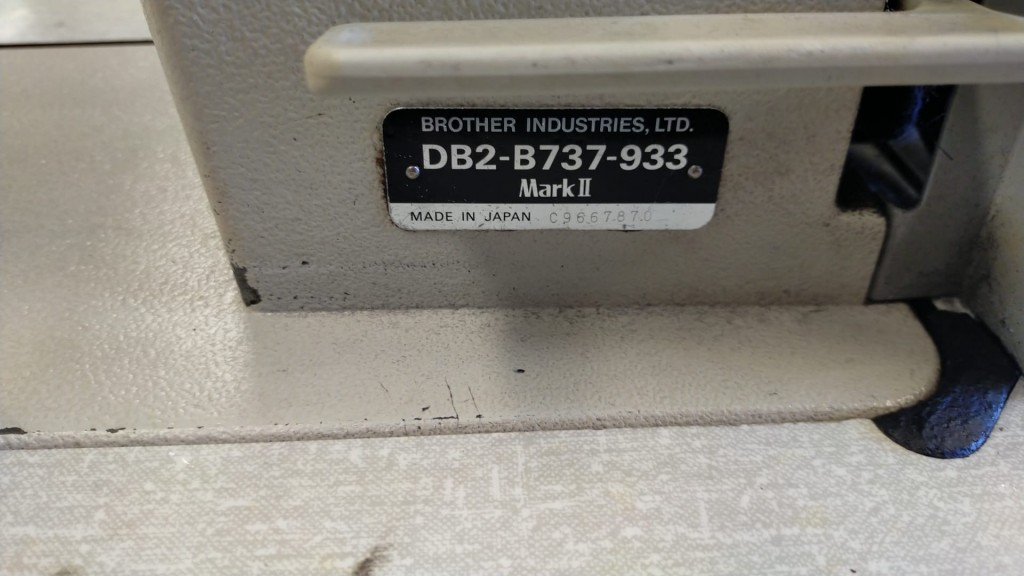 BROTHER INDUSTRIES, LTD.
DB2-B737-933
Mark II
MADE IN JAPAN C9667870